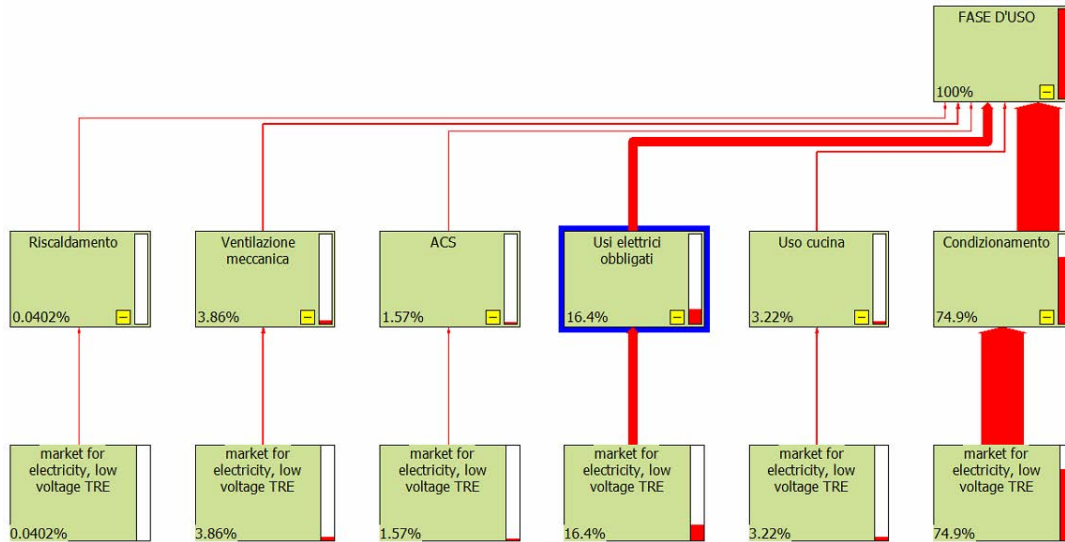 FASE D'USO
100%
Riscaldamento
0.0402%
Ventilazione
meccanica
3.86%
ACS
1.57%
Usi elettrici
obbligati
16.4%
Uso cucina
3.22%
Condizionamento
74.9%
market for
electricity, low
voltage TRE
0.0402%
market for
electricity, low
voltage TRE
3.86%
market for
electricity, low
voltage TRE
1.57%
market for
electricity, low
voltage TRE
16.4%
market for
electricity, low
voltage TRE
3.22%
market for
electricity, low
voltage TRE
74.9%